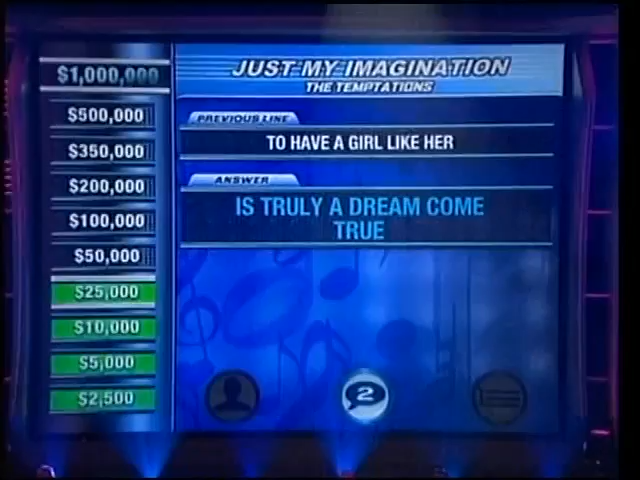 $1,000,000
$500,000
$350,000
$200,000
$100,000
$50,000
$25,000
$10,000
$5,000
$2,500
JUST MY IMAGINATION
THE TEMPTATIONS
PREVIOUS LINE
TO HAVE A GIRL LIKE HER
ANSWER
IS TRULY A DREAM COME
TRUE
2